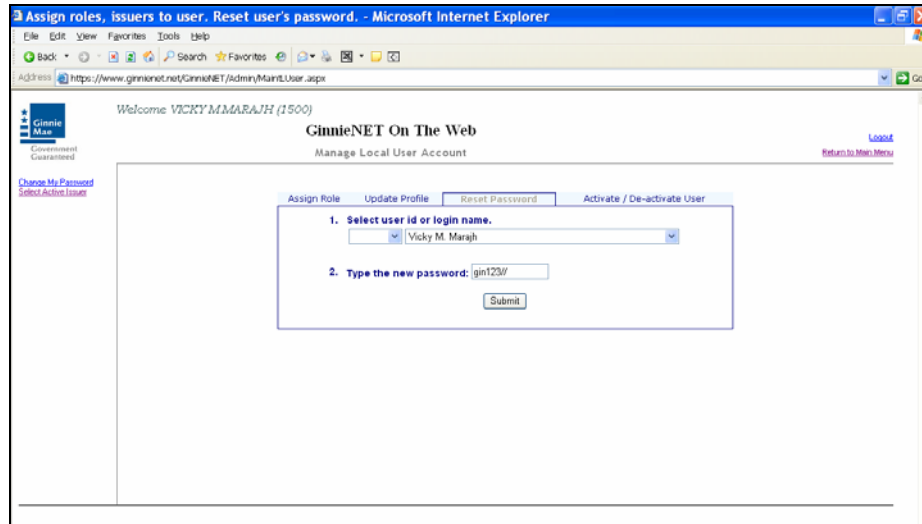 Assign roles, issuers to user. Reset user's password. - Microsoft Internet Explorer
File Edit View Favorites Tools Help
Back Search Favorites
Address https://www.ginnienet.net/GinnieNET/Admin/MaintLUser.aspx Go
Welcome VICKY M.MARAJH (1500)
Ginnie
Mae
Government
Guaranteed
GinnieNET On The Web
Manage Local User Account
Logout
Return to Main Menu
Change My Password
Select Active Issuer
Assign Role Update Profile Reset Password Activate / De-activate User
1. Select user id or login name.
Vicky M. Marajh
2. Type the new password: gin123//
Submit